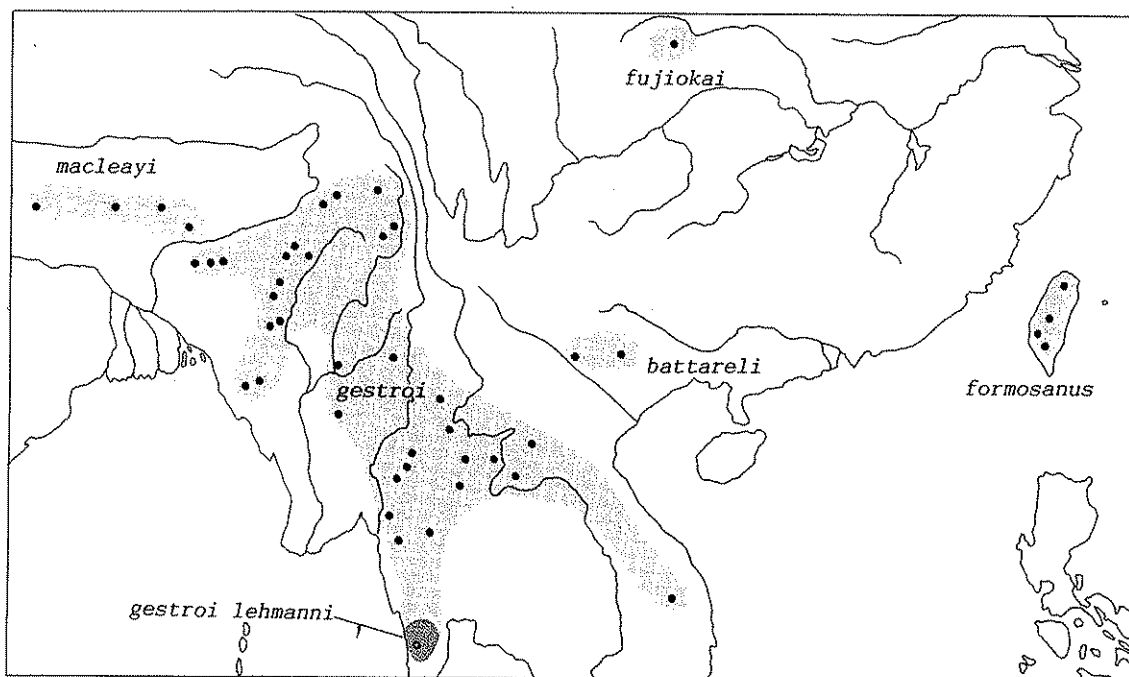 fujiokai
macleayi
battareli
formosanus
gestroi
gestroi lehmanni